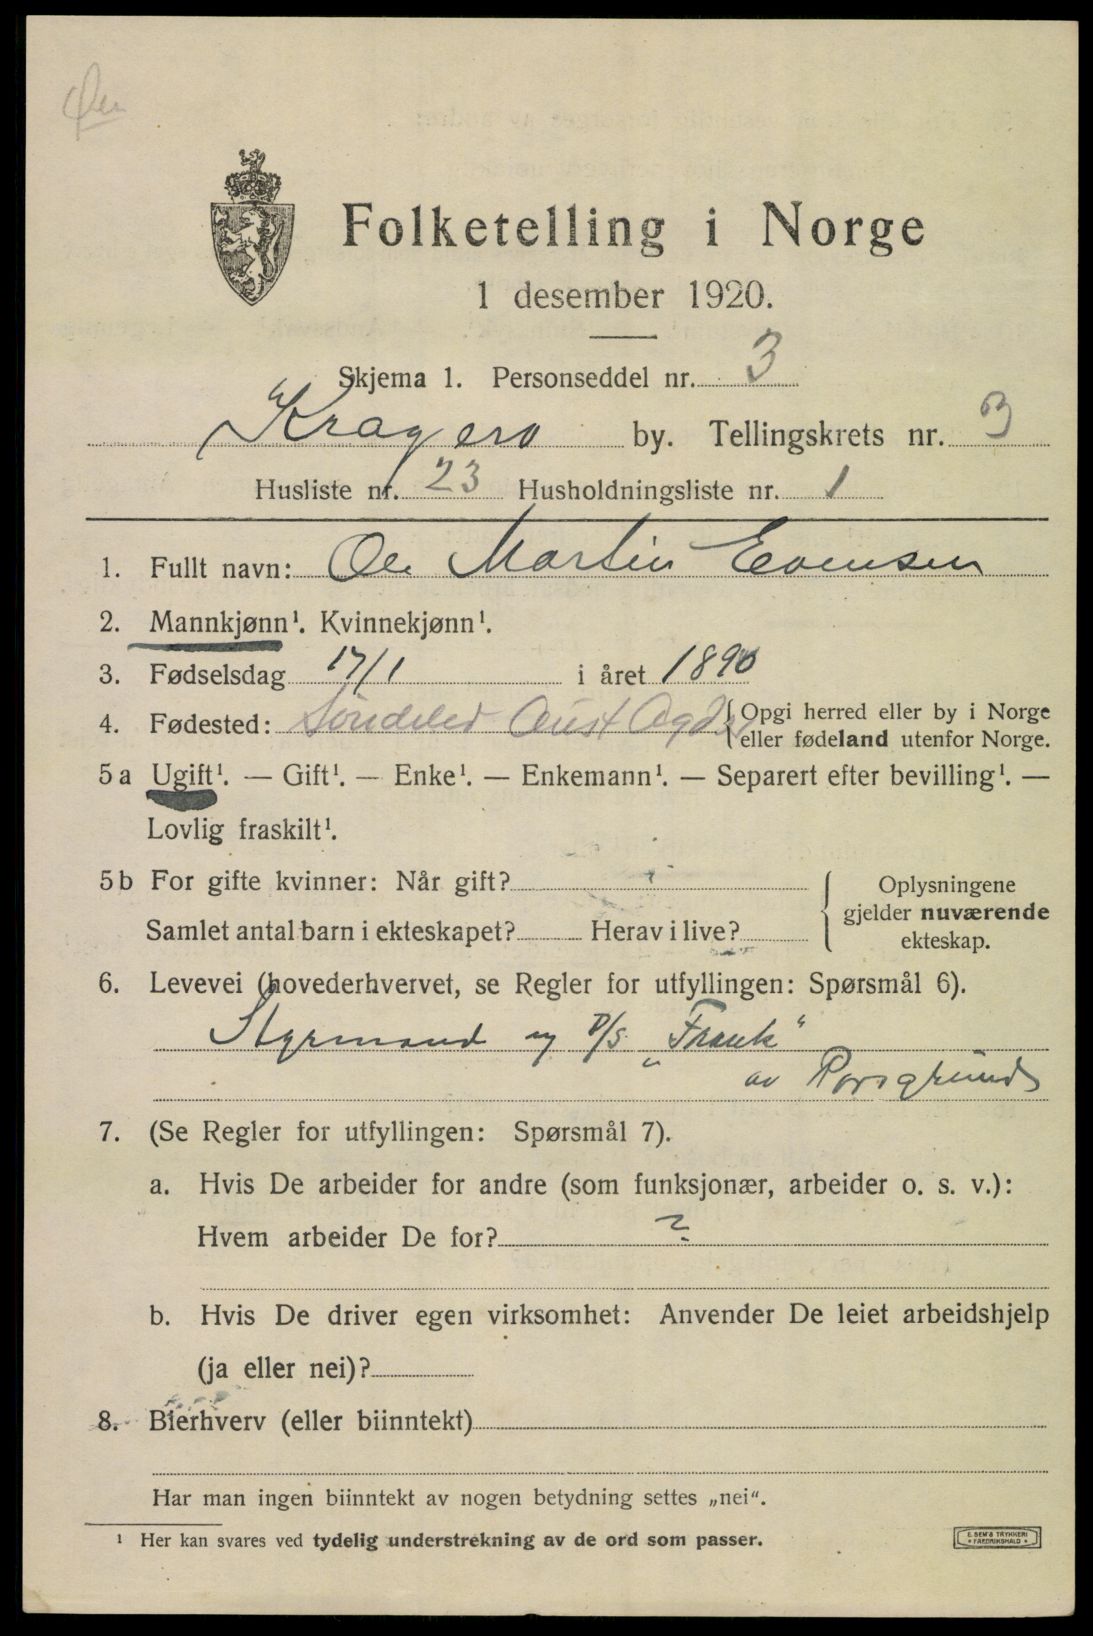 Øen
Folketelling i Norge
1 desember 1920.
Skjema 1. Personseddel nr. 3
Kragerø by. Tellingskrets nr. 3
Husliste nr. 23 Husholdningsliste nr. 1
1. Fullt navn: Ole Martin Evensen
2. Mannkjønn¹. Kvinnekjønn¹.
3. Fødselsdag 17/1 i året 1890
4. Fødested: Søndeled Aust Agder { Opgi herred eller by i Norge
eller fødeland utenfor Norge.
5a Ugift¹. — Gift¹. — Enke¹. — Enkemann¹. — Separert efter bevilling¹. —
Lovlig fraskilt¹.
5b For gifte kvinner: Når gift?
Samlet antal barn i ekteskapet? Herav i live?
Oplysningene
gjelder nuværende
ekteskap.
6. Levevei (hovederhvervet, se Regler for utfyllingen: Spørsmål 6).
Styrmand D/S „Frank“
av Porsgrund
7. (Se Regler for utfyllingen: Spørsmål 7).
a. Hvis De arbeider for andre (som funksjonær, arbeider o. s. v.):
Hvem arbeider De for? ?
b. Hvis De driver egen virksomhet: Anvender De leiet arbeidshjelp
(ja eller nei)?
8. Bierhverv (eller biinntekt)
Har man ingen biinntekt av nogen betydning settes „nei“.
¹ Her kan svares ved tydelig understrekning av de ord som passer.
E. SEM'S TRYKKERI
• FREDRIKSHALD •